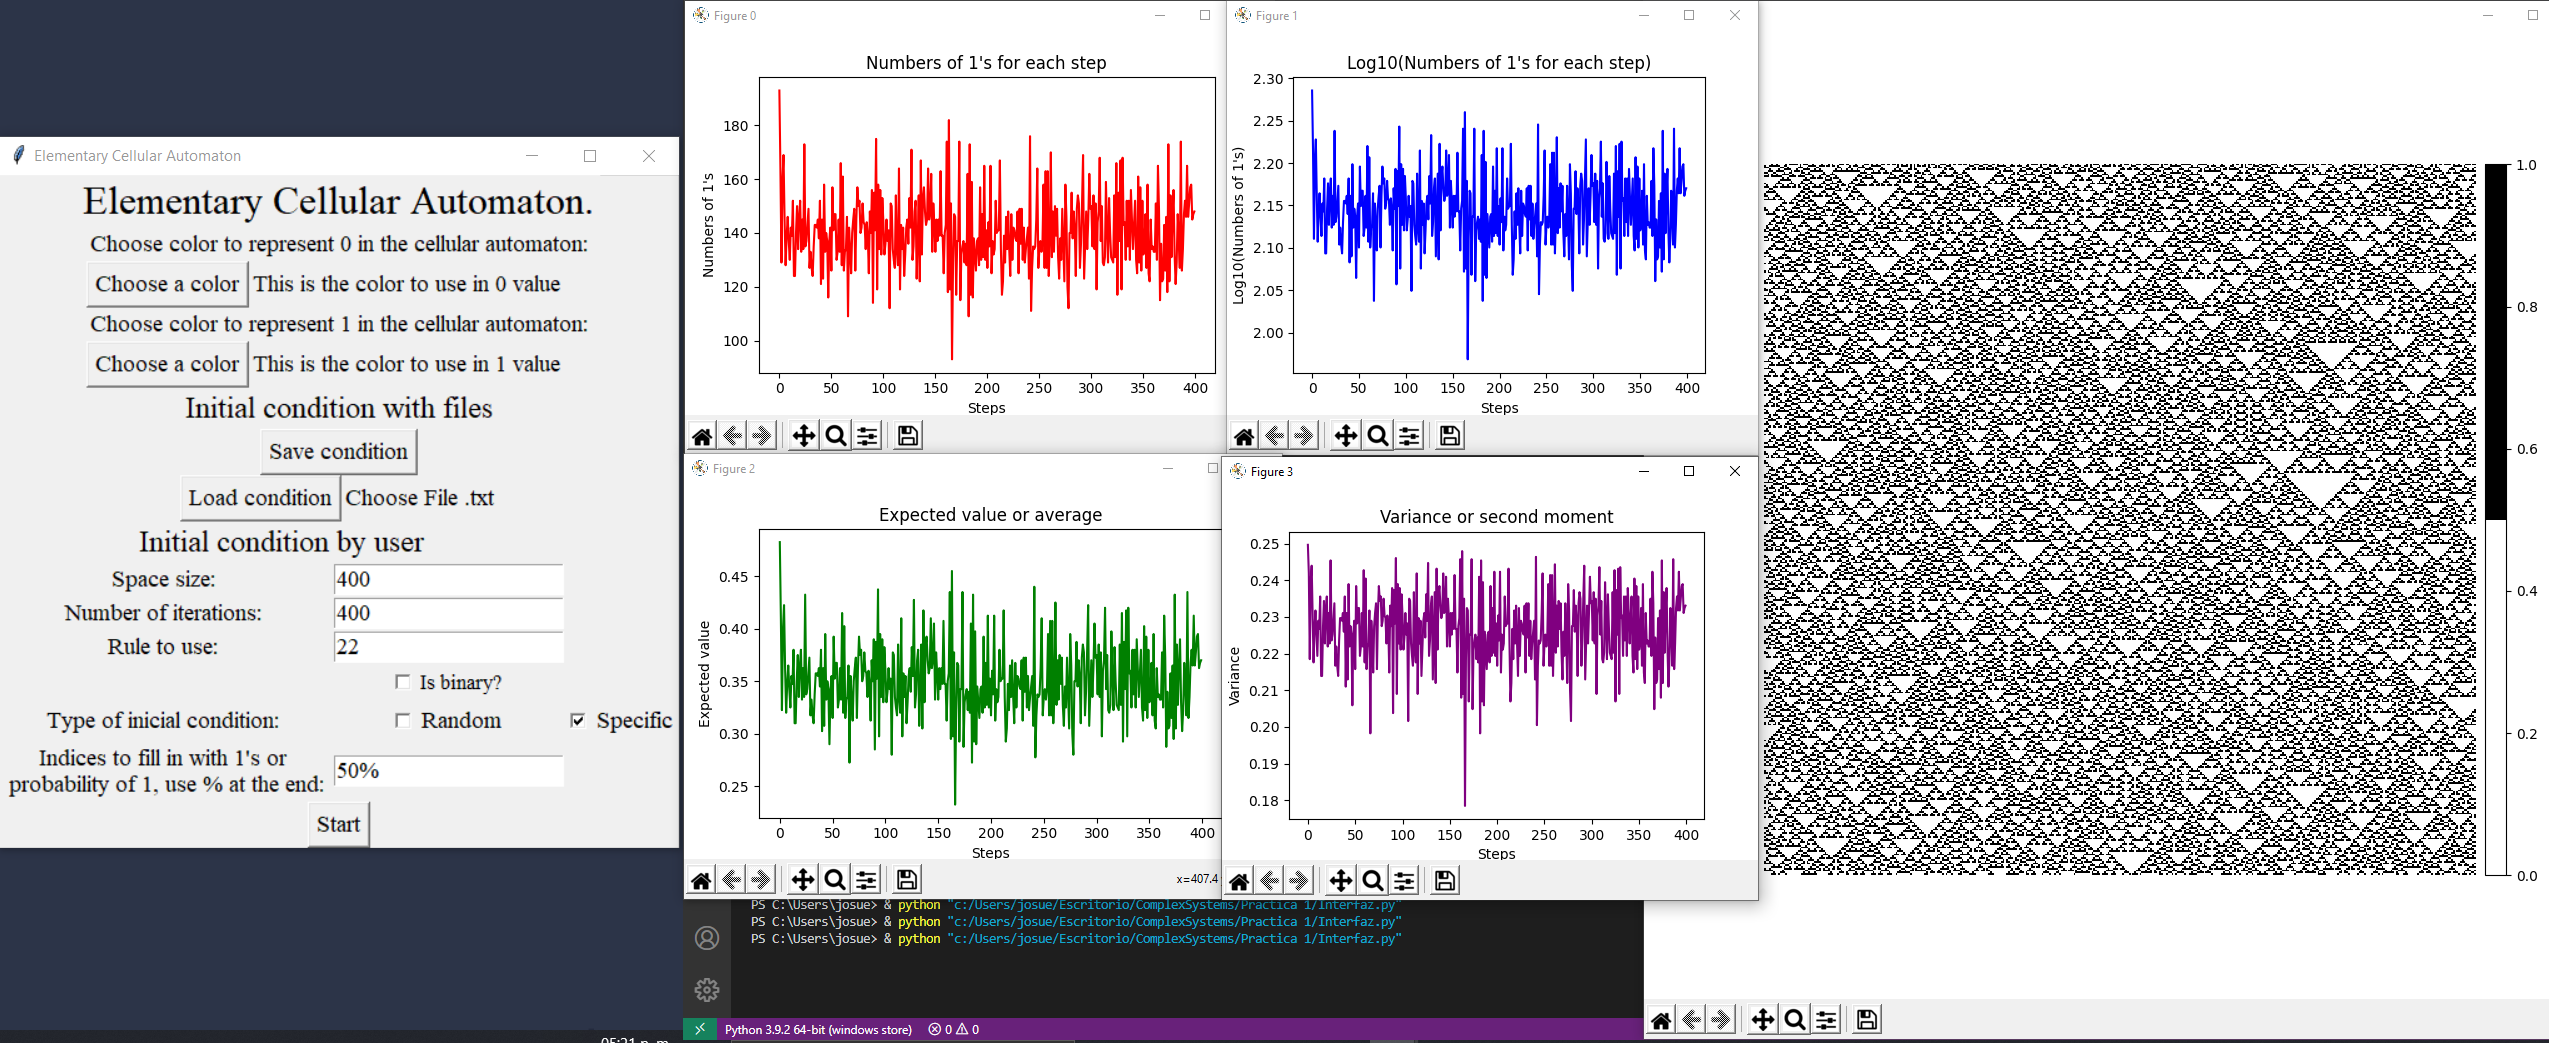 Elementary Cellular Automaton
Elementary Cellular Automaton.
Choose color to represent 0 in the cellular automaton:
Choose a color This is the color to use in 0 value
Choose color to represent 1 in the cellular automaton:
Choose a color This is the color to use in 1 value
Initial condition with files
Save condition
Load condition Choose File .txt
Initial condition by user
Space size: 400
Number of iterations: 400
Rule to use: 22
Is binary?
Type of inicial condition: Random Specific
Indices to fill in with 1's or
probability of 1, use % at the end: 50%
Start
Figure 0
Numbers of 1's for each step
Numbers of 1's
180
160
140
120
100
0 50 100 150 200 250 300 350 400
Steps
Figure 1
Log10(Numbers of 1's for each step)
Log10(Numbers of 1's)
2.30
2.25
2.20
2.15
2.10
2.05
2.00
0 50 100 150 200 250 300 350 400
Steps
Figure 2
Expected value or average
Expected value
0.45
0.40
0.35
0.30
0.25
0 50 100 150 200 250 300 350 400
Steps
x=407.4
Figure 3
Variance or second moment
Variance
0.25
0.24
0.23
0.22
0.21
0.20
0.19
0.18
0 50 100 150 200 250 300 350 400
Steps
1.0
0.8
0.6
0.4
0.2
0.0
PS C:\Users\josue> & python "c:/Users/josue/Escritorio/ComplexSystems/Practica 1/Interfaz.py"
PS C:\Users\josue> & python "c:/Users/josue/Escritorio/ComplexSystems/Practica 1/Interfaz.py"
PS C:\Users\josue> & python "c:/Users/josue/Escritorio/ComplexSystems/Practica 1/Interfaz.py"
Python 3.9.2 64-bit (windows store) 0 0
05:21 p. m.